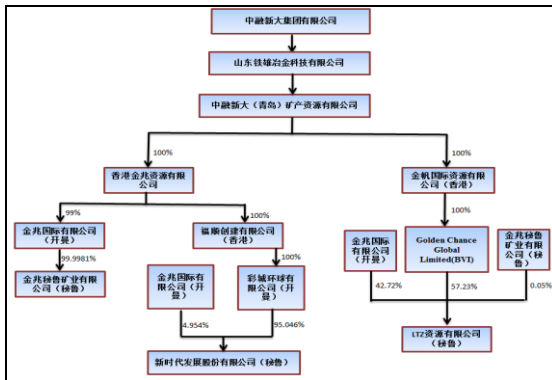 中融新大集团有限公司
山东铁雄冶金科技有限公司
中融新大（青岛）矿产资源有限公司
100%
100%
香港金兆资源有限
公司
金帆国际资源有限
公司（香港）
99%
100%
100%
金兆国际有限公司
（开曼）
福顺创建有限公司
（香港）
金兆国际
有限公司
（开曼）
Golden Chance
Global
Limited(BVI)
金兆秘鲁
矿业有限
公司（秘
鲁）
99.9981%
100%
金兆秘鲁矿业有限
公司（秘鲁）
金兆国际有
限公司（开
曼）
彩城环球有
限公司（开
曼）
42.72%
57.23%
0.05%
4.954%
95.046%
LTZ资源有限公司
（秘鲁）
新时代发展股份有限公司（秘鲁）